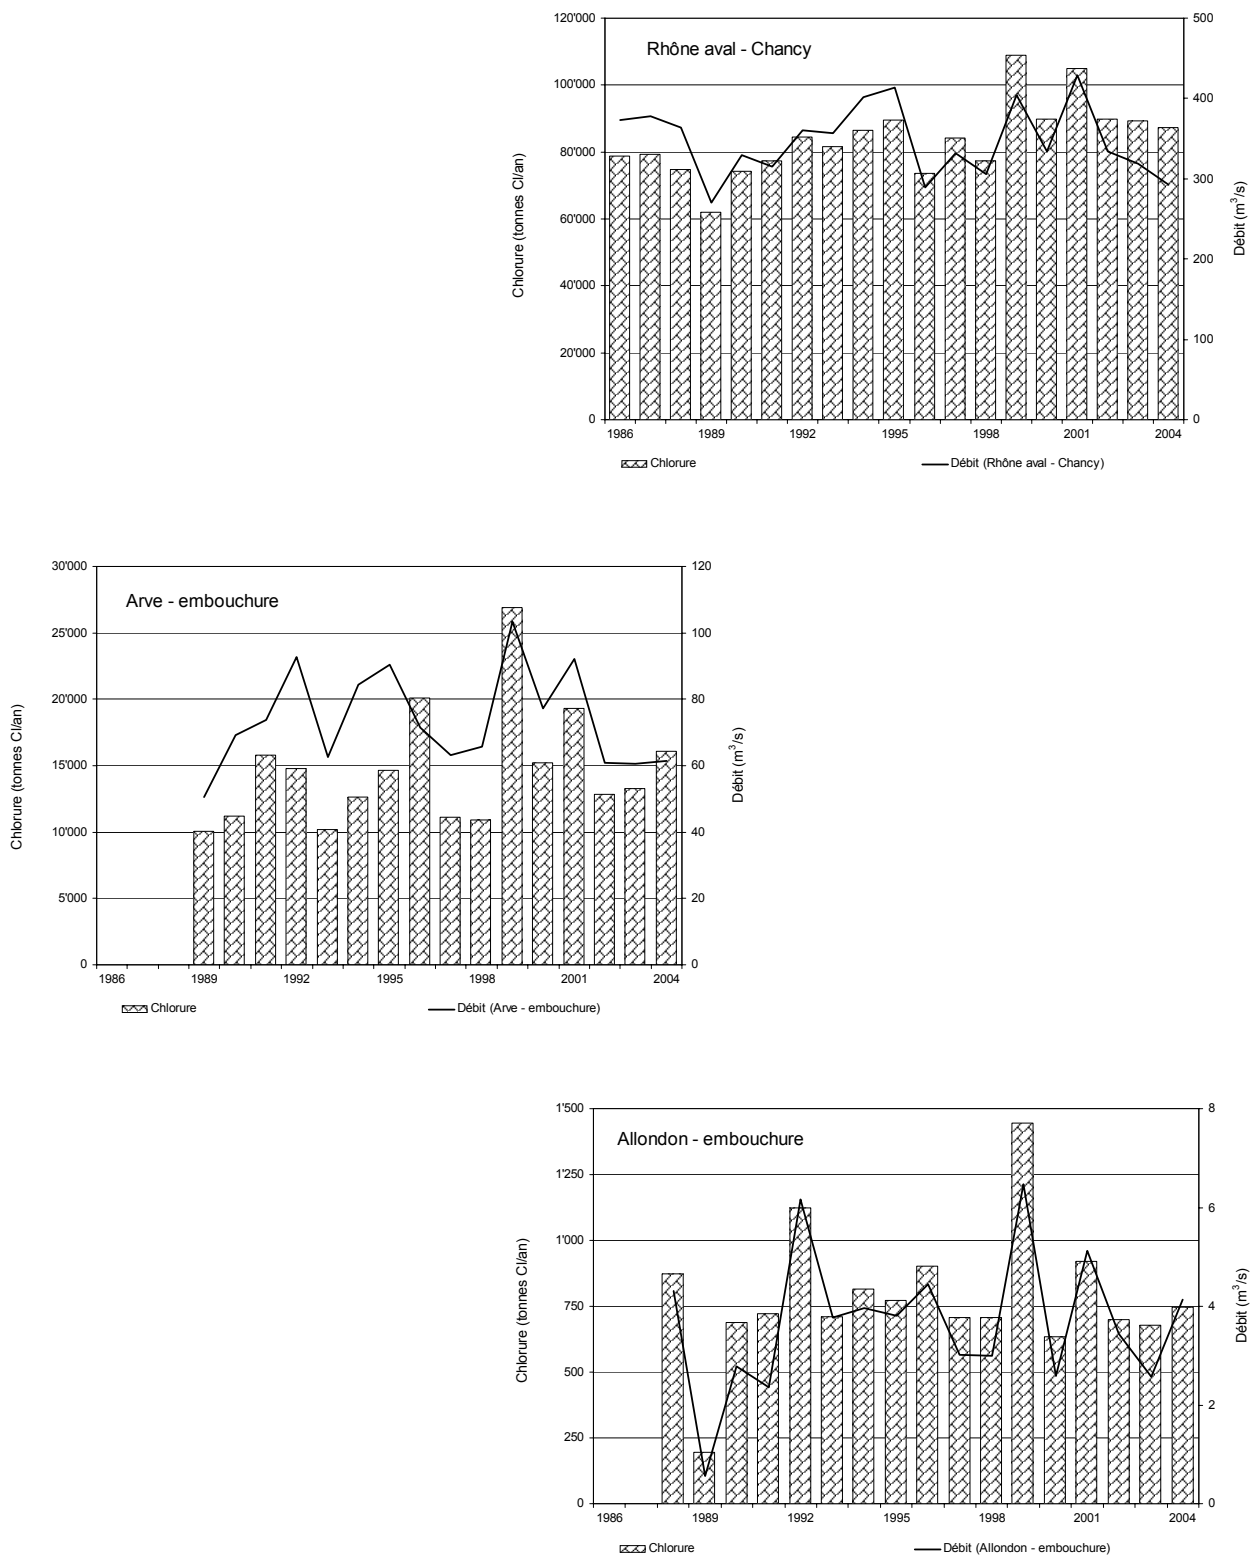 Rhône aval - Chancy
Chlorure (tonnes Cl/an)
120'000
100'000
80'000
60'000
40'000
20'000
0
500
400
300
200
100
0
Débit (m³/s)
1986 1989 1992 1995 1998 2001 2004
Chlorure Débit (Rhône aval - Chancy)
Arve - embouchure
Chlorure (tonnes Cl/an)
30'000
25'000
20'000
15'000
10'000
5'000
0
120
100
80
60
40
20
0
Débit (m³/s)
1986 1989 1992 1995 1998 2001 2004
Chlorure Débit (Arve - embouchure)
Allondon - embouchure
Chlorure (tonnes Cl/an)
1'500
1'250
1'000
750
500
250
0
8
6
4
2
0
Débit (m³/s)
1986 1989 1992 1995 1998 2001 2004
Chlorure Débit (Allondon - embouchure)